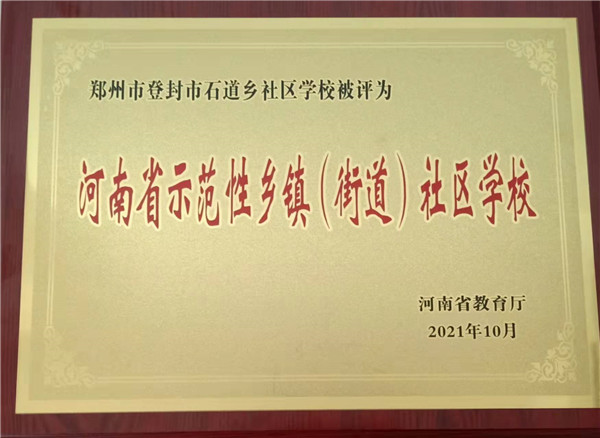 郑州市登封市石道乡社区学校被评为
河南省示范性乡镇（街道）社区学校
河南省教育厅
2021年10月